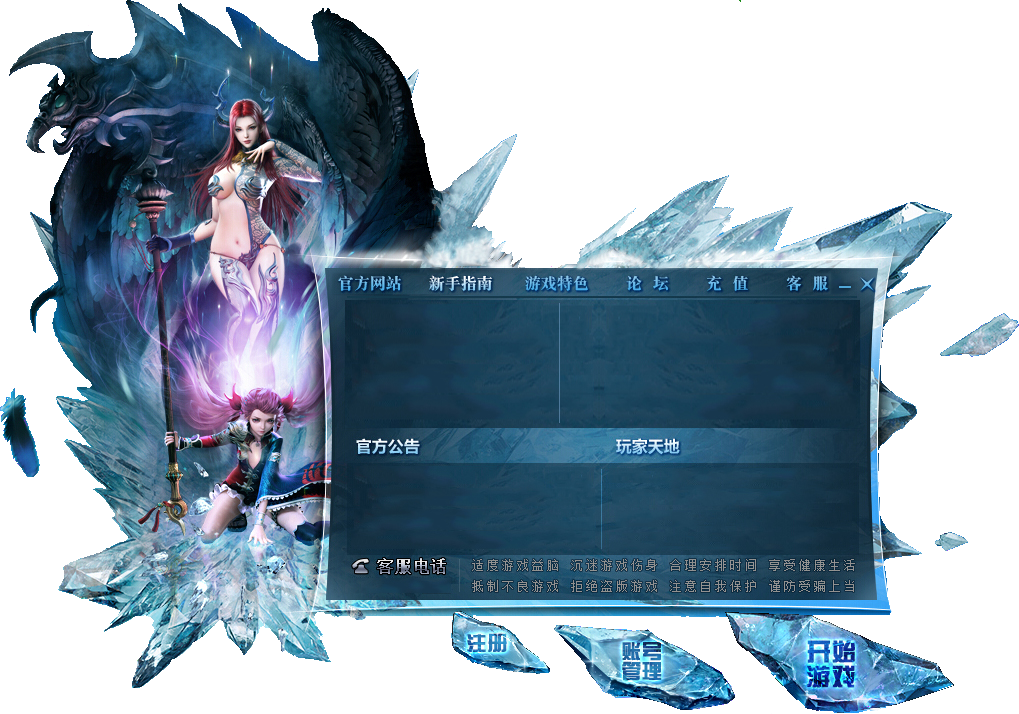 官方网站 新手指南 游戏特色 论坛 充值 客服
官方公告 玩家天地
客服电话
适度游戏益脑 沉迷游戏伤身 合理安排时间 享受健康生活
抵制不良游戏 拒绝盗版游戏 注意自我保护 谨防受骗上当
注册
账号
管理
开始
游戏